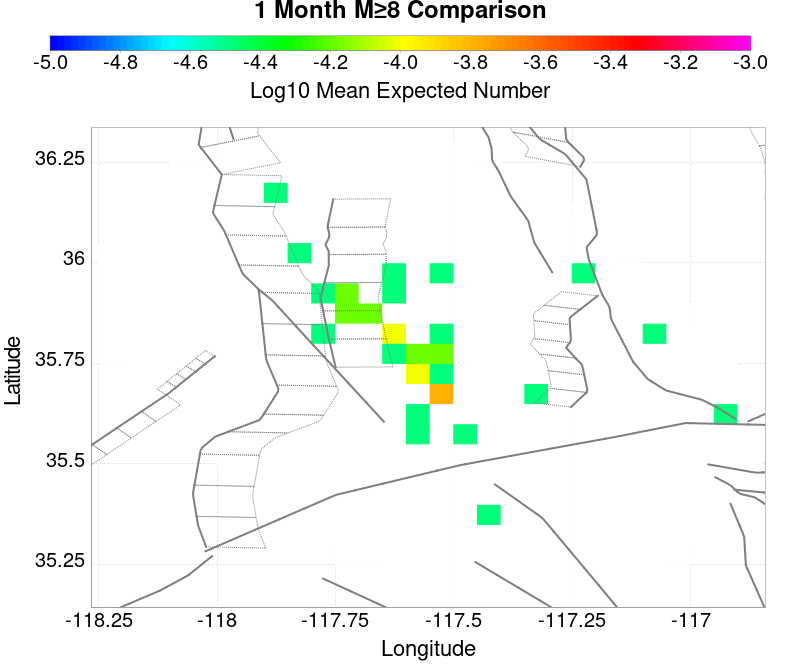 1 Month M≥8 Comparison
-5.0 -4.8 -4.6 -4.4 -4.2 -4.0 -3.8 -3.6 -3.4 -3.2 -3.0
Log10 Mean Expected Number
36.25
36
35.75
35.5
35.25
Latitude
-118.25 -118 -117.75 -117.5 -117.25 -117
Longitude